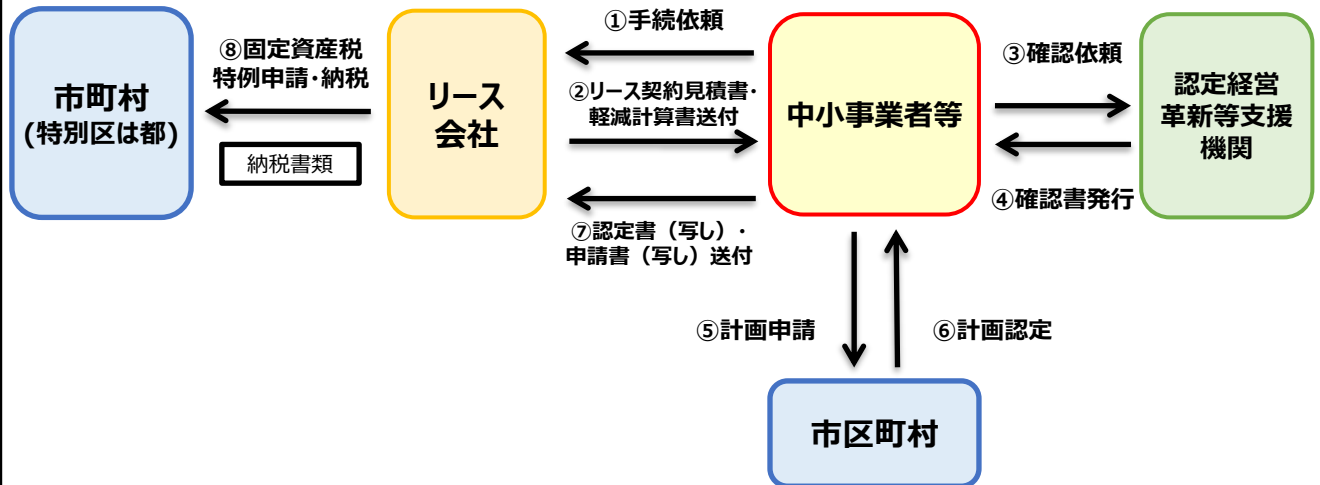 市町村
(特別区は都)
⑧固定資産税
特例申請・納税
納税書類
リース
会社
①手続依頼
②リース契約見積書・
軽減計算書送付
⑦認定書（写し）・
申請書（写し）送付
中小事業者等
③確認依頼
④確認書発行
認定経営
革新等支援
機関
⑤計画申請
⑥計画認定
市区町村